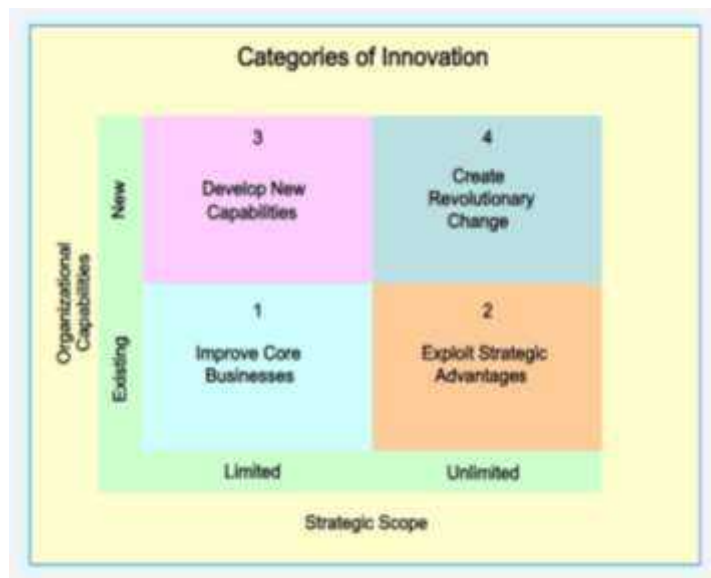 Categories of Innovation
3
Develop New
Capabilities
4
Create
Revolutionary
Change
New
Organizational
Capabilities
1
Improve Core
Businesses
2
Exploit Strategic
Advantages
Existing
Limited
Unlimited
Strategic Scope